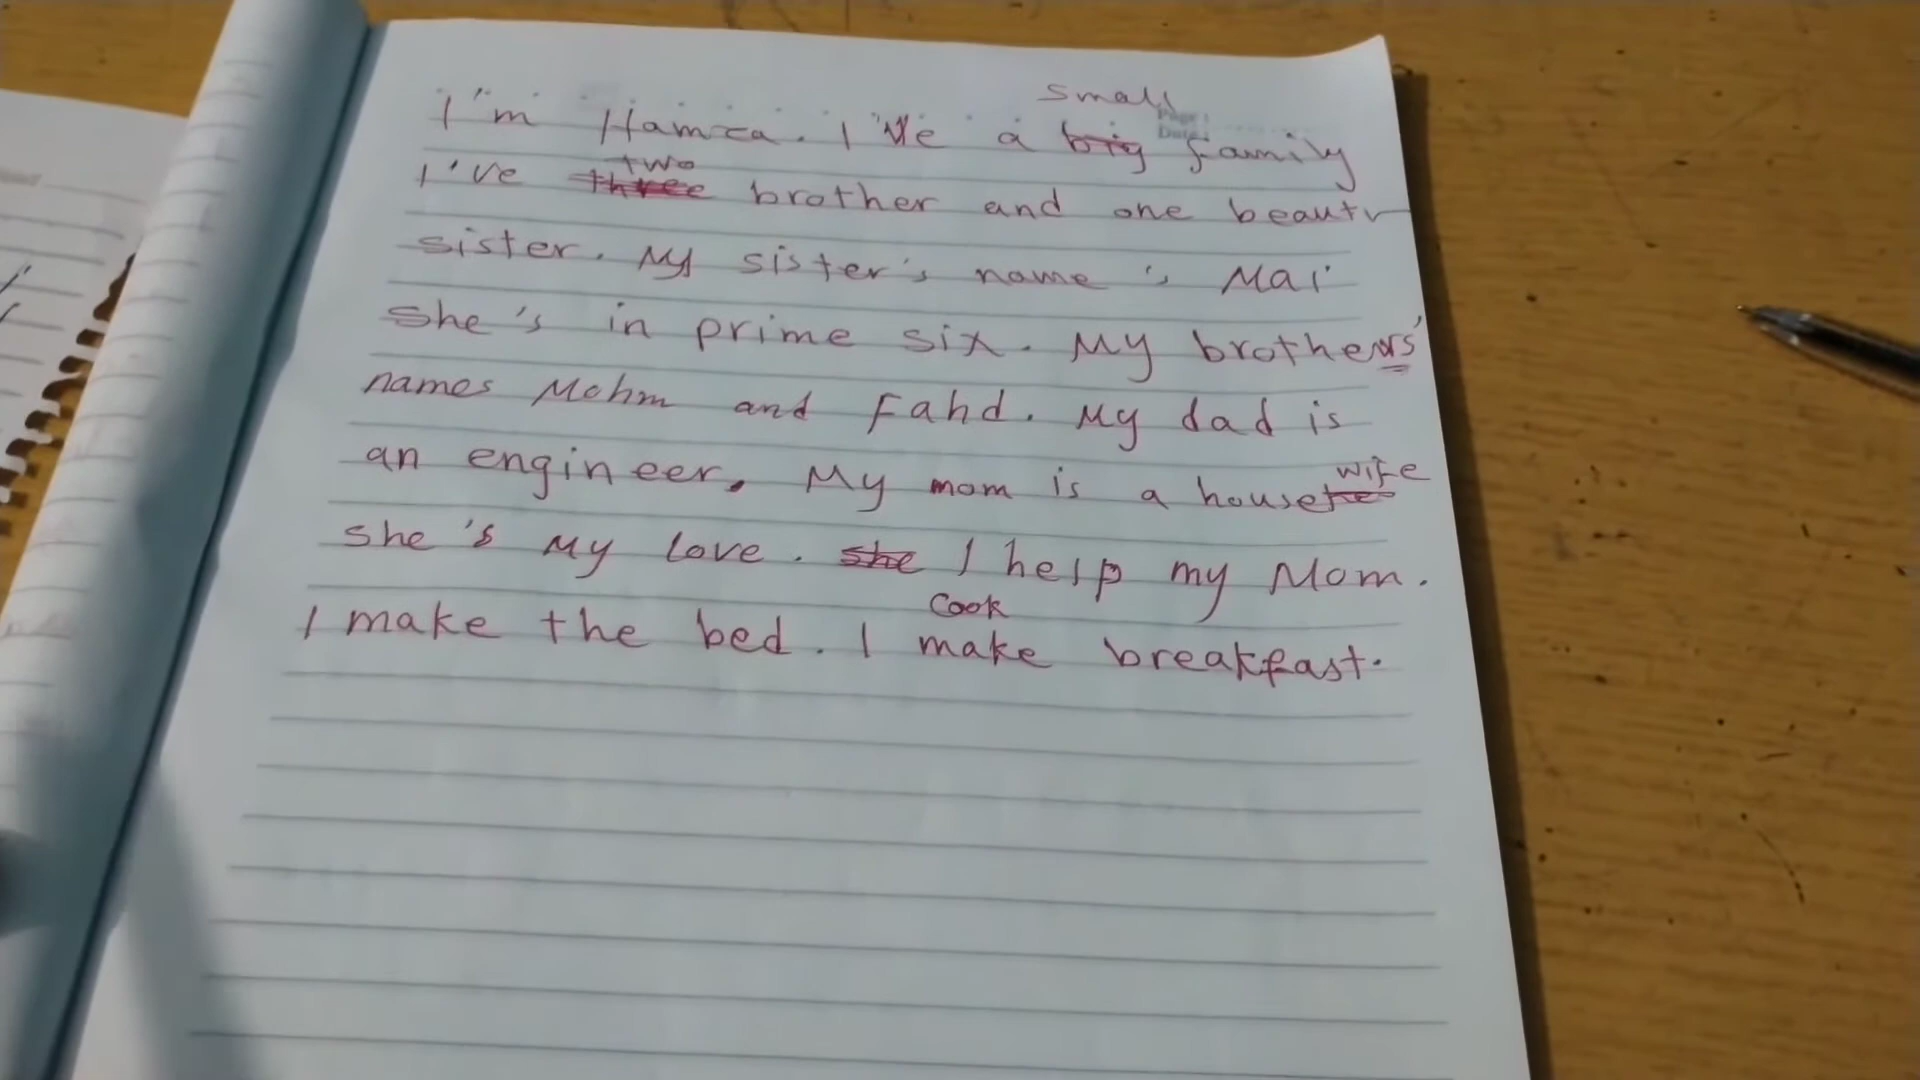 small
I'm Hamza. I've a big family
two
I've three brother and one beauty
sister. My sister's name's Mai
she's in prime six. My brothers'
names Mohm and Fahd. My dad is
an engineer. My mom is a house
wife
she's my love. she I help my Mom.
cook
I make the bed. I make breakfast.